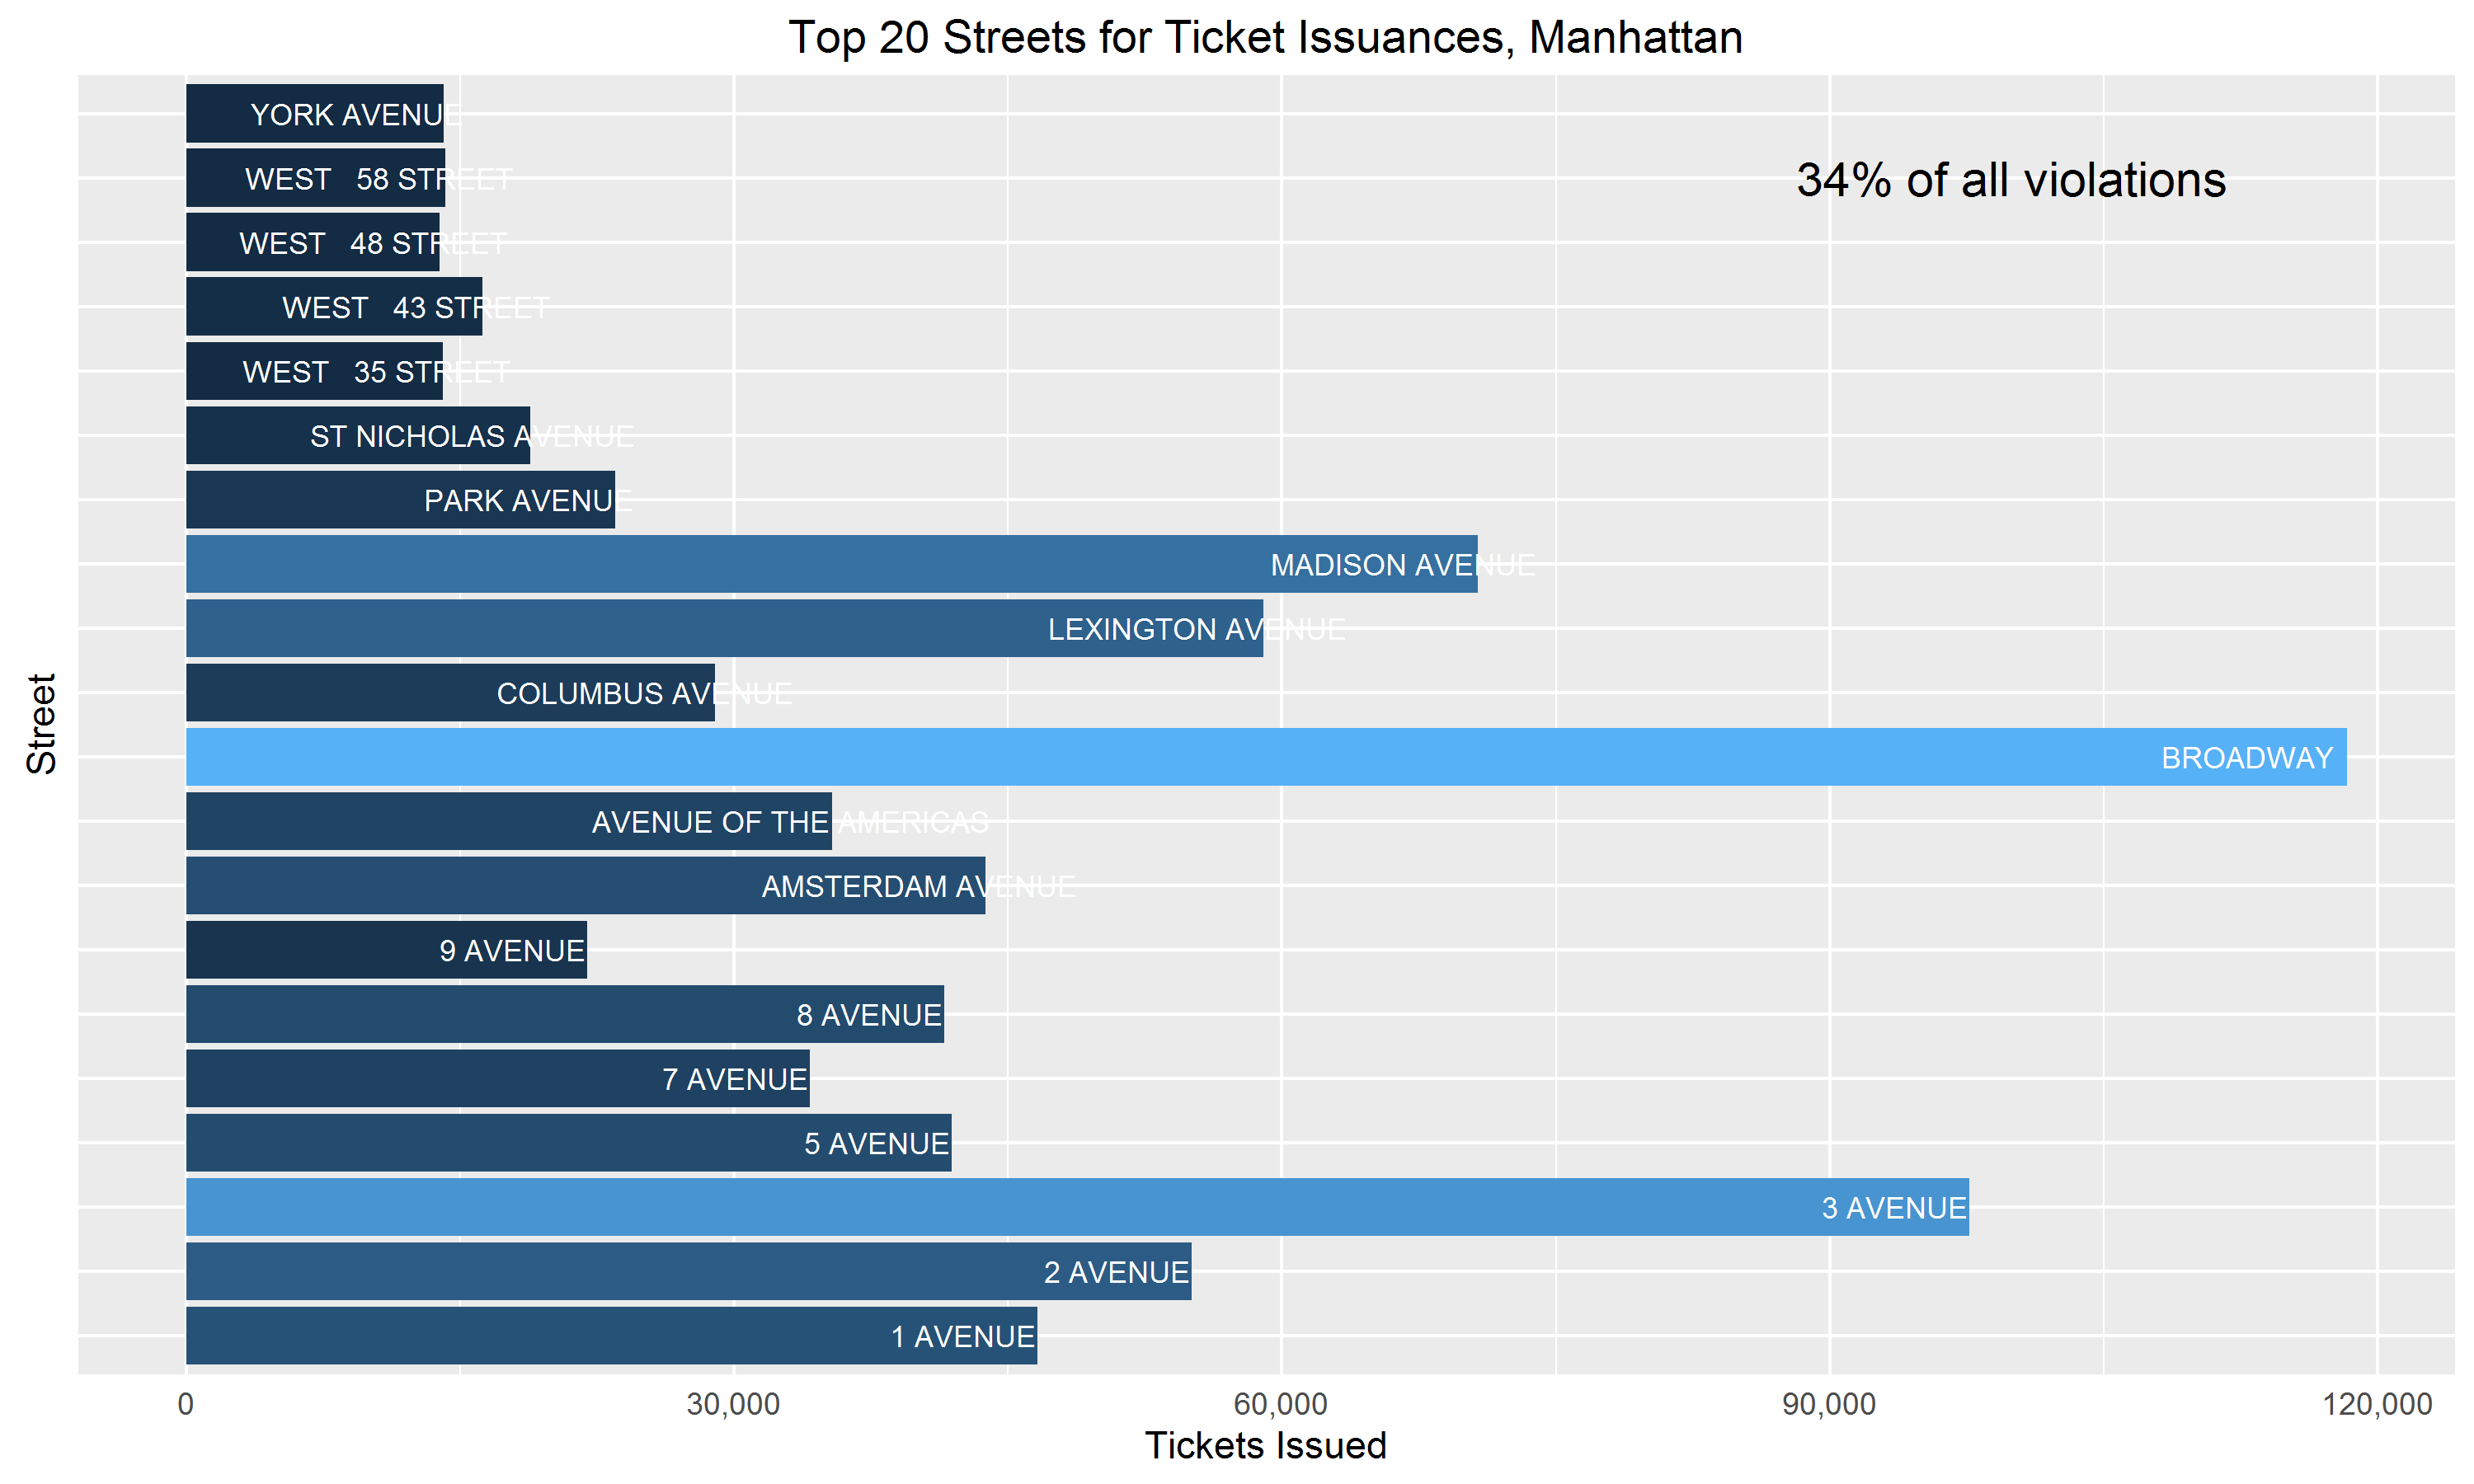 Top 20 Streets for Ticket Issuances, Manhattan
YORK AVENUE
WEST   58 STREET
34% of all violations
WEST   48 STREET
WEST   43 STREET
WEST   35 STREET
ST NICHOLAS AVENUE
PARK AVENUE
MADISON AVENUE
LEXINGTON AVENUE
COLUMBUS AVENUE
Street
BROADWAY
AVENUE OF THE AMERICAS
AMSTERDAM AVENUE
9 AVENUE
8 AVENUE
7 AVENUE
5 AVENUE
3 AVENUE
2 AVENUE
1 AVENUE
0 30,000 60,000 90,000 120,000
Tickets Issued